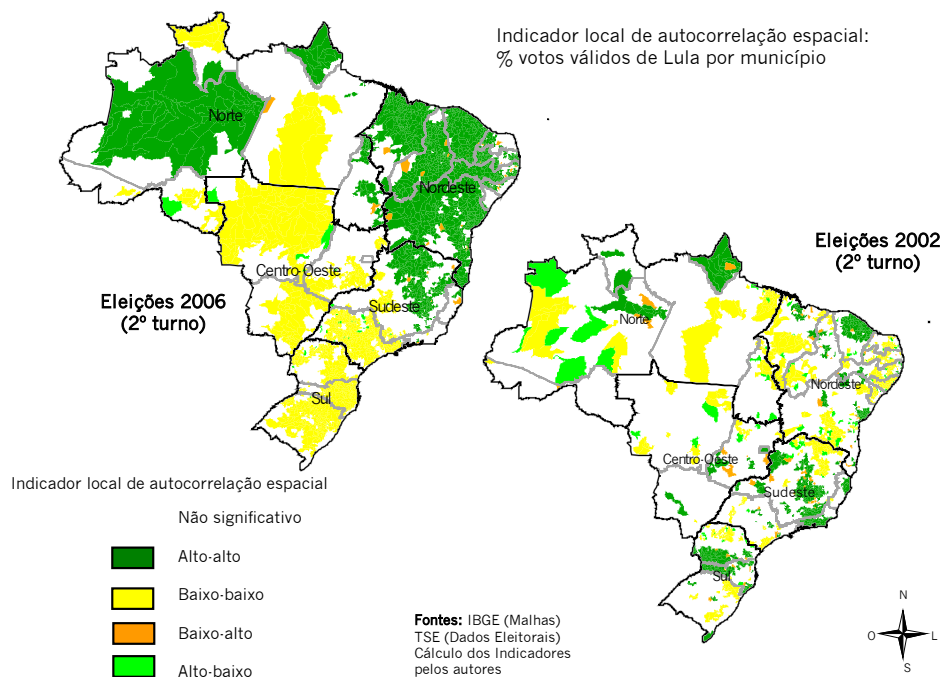 Indicador local de autocorrelação espacial:
% votos válidos de Lula por município
Norte
Nordeste
Centro-Oeste
Sudeste
Sul
Eleições 2006
(2º turno)
Eleições 2002
(2º turno)
Norte
Nordeste
Centro-Oeste
Sudeste
Sul
Indicador local de autocorrelação espacial
Não significativo
Alto-alto
Baixo-baixo
Baixo-alto
Alto-baixo
Fontes: IBGE (Malhas)
TSE (Dados Eleitorais)
Cálculo dos Indicadores
pelos autores
N
O
L
S